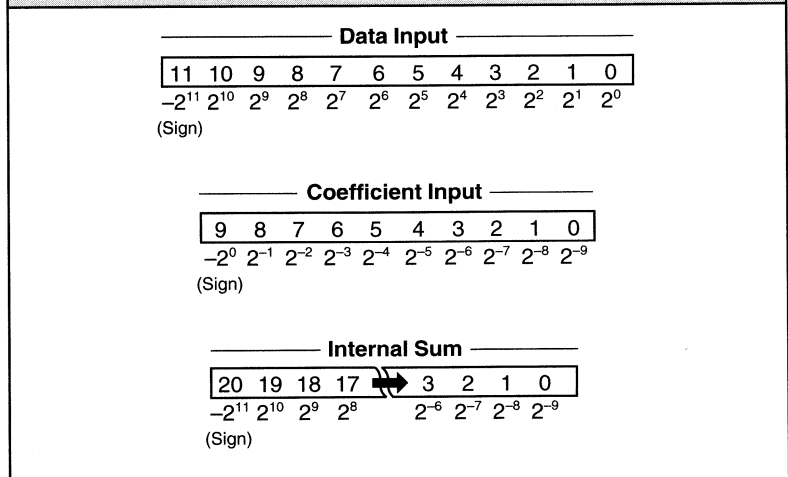 Data Input
11 10 9 8 7 6 5 4 3 2 1 0
–2¹¹ 2¹⁰ 2⁹ 2⁸ 2⁷ 2⁶ 2⁵ 2⁴ 2³ 2² 2¹ 2⁰
(Sign)
Coefficient Input
9 8 7 6 5 4 3 2 1 0
–2⁰ 2⁻¹ 2⁻² 2⁻³ 2⁻⁴ 2⁻⁵ 2⁻⁶ 2⁻⁷ 2⁻⁸ 2⁻⁹
(Sign)
Internal Sum
20 19 18 17 3 2 1 0
–2¹¹ 2¹⁰ 2⁹ 2⁸ 2⁻⁶ 2⁻⁷ 2⁻⁸ 2⁻⁹
(Sign)